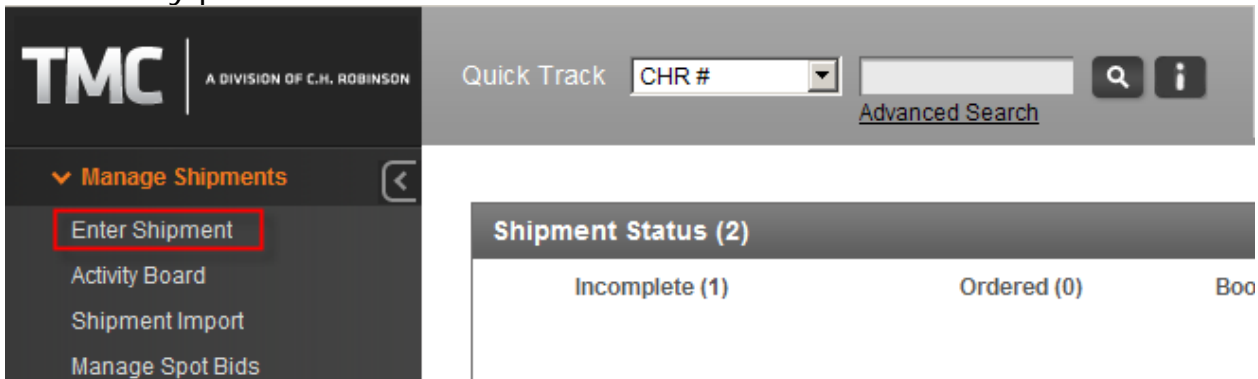 TMC A DIVISION OF C.H. ROBINSON
Quick Track CHR #
Advanced Search
Manage Shipments
Enter Shipment
Activity Board
Shipment Import
Manage Spot Bids
Shipment Status (2)
Incomplete (1) Ordered (0) Boo